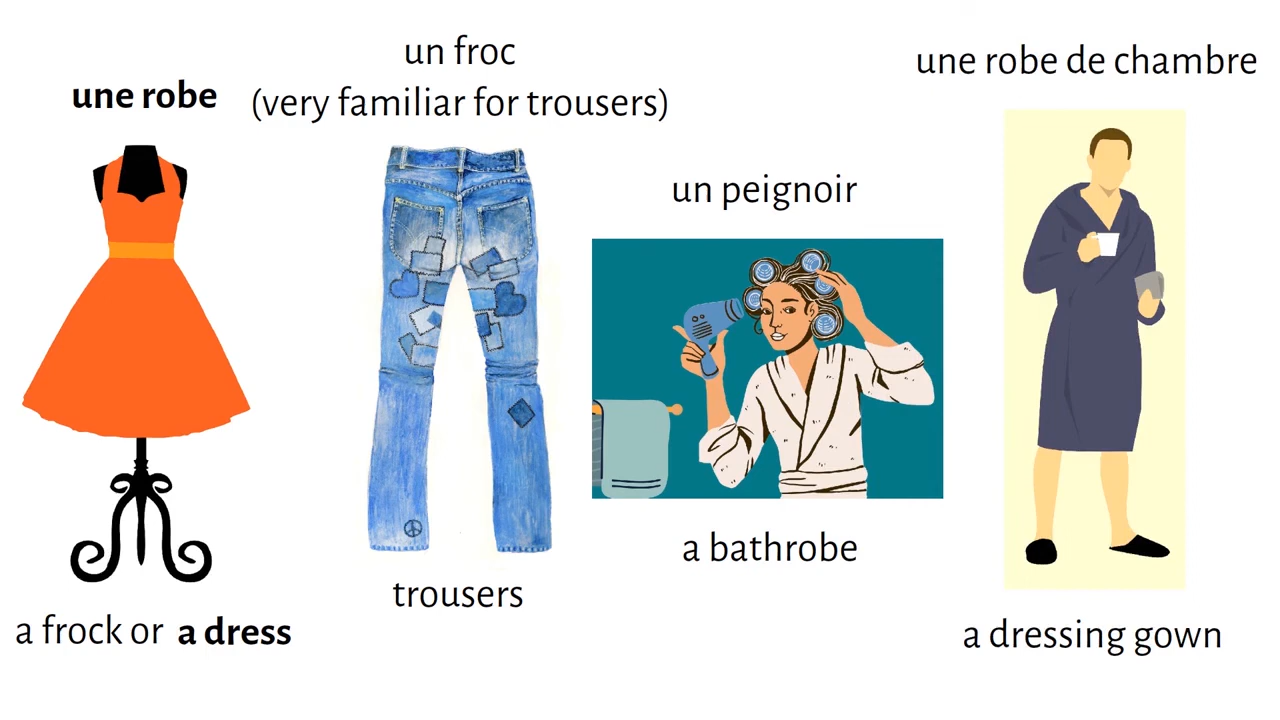 une robe
a frock or a dress
un froc
(very familiar for trousers)
trousers
un peignoir
a bathrobe
une robe de chambre
a dressing gown